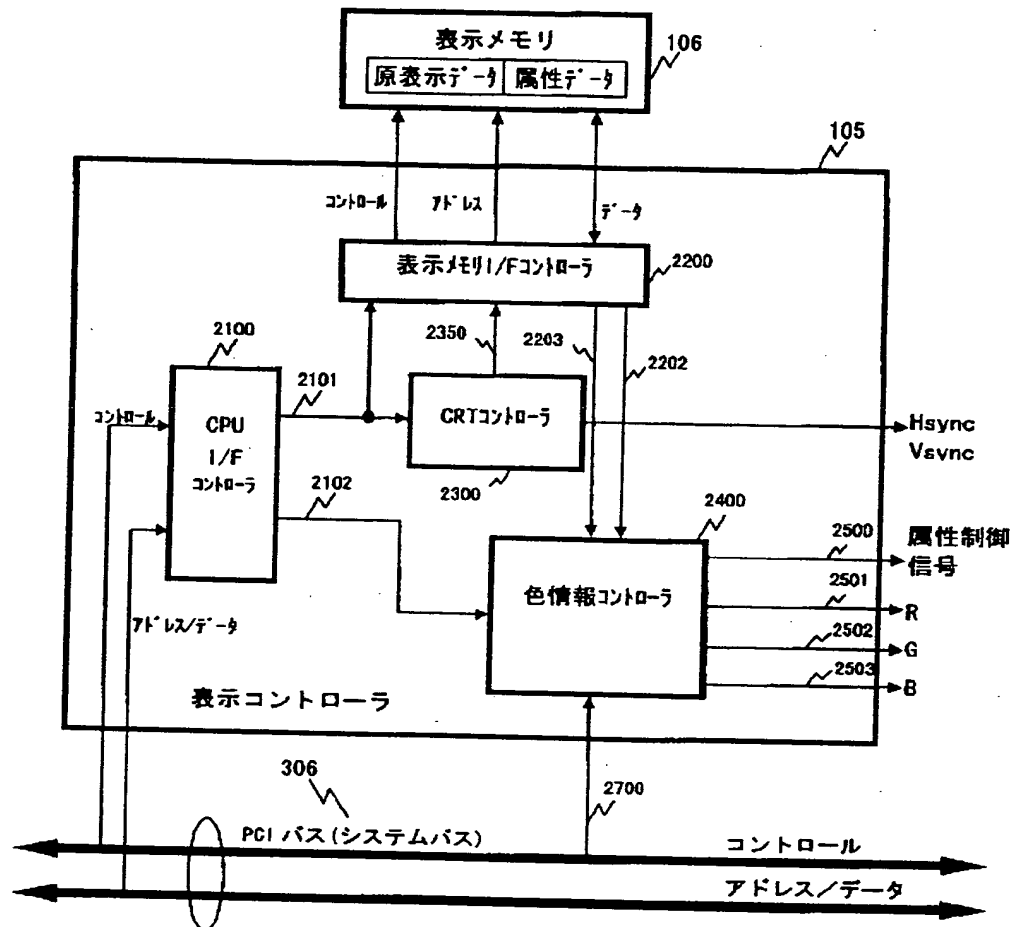 表示メモリ
106
原表示データ 属性データ
105
コントロール
アドレス
データ
表示メモリI/Fコントローラ
2200
2100
2101
2350
2203
2202
コントロール
CPU
I/F
コントローラ
CRTコントローラ
2300
Hsync
Vsync
2102
2400
2500
属性制御
信号
色情報コントローラ
2501
R
2502
G
2503
B
アドレス/データ
表示コントローラ
306
2700
PCIバス(システムバス)
コントロール
アドレス/データ